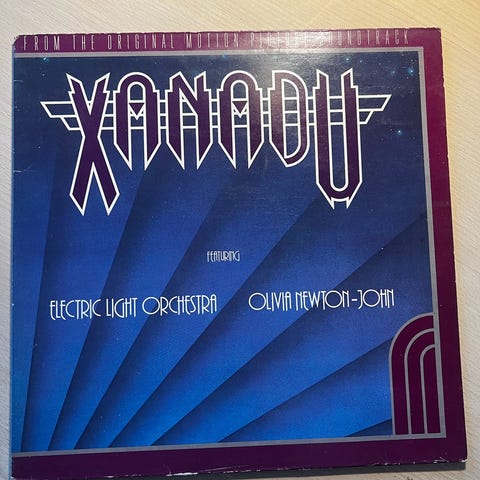 FROM THE ORIGINAL MOTION PICTURE SOUNDTRACK
XANADU
FEATURING
ELECTRIC LIGHT ORCHESTRA OLIVIA NEWTON-JOHN